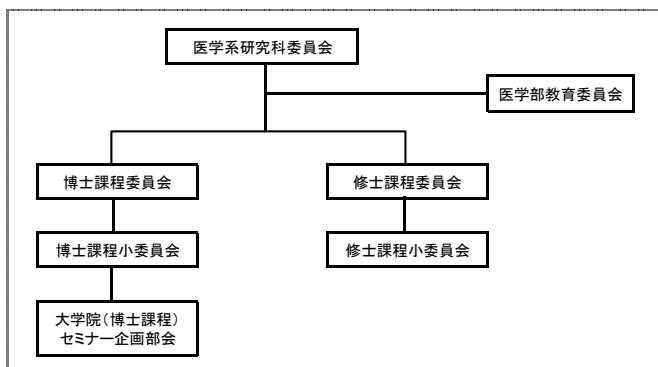 医学系研究科委員会
医学部教育委員会
博士課程委員会
修士課程委員会
博士課程小委員会
修士課程小委員会
大学院(博士課程)
セミナー企画部会